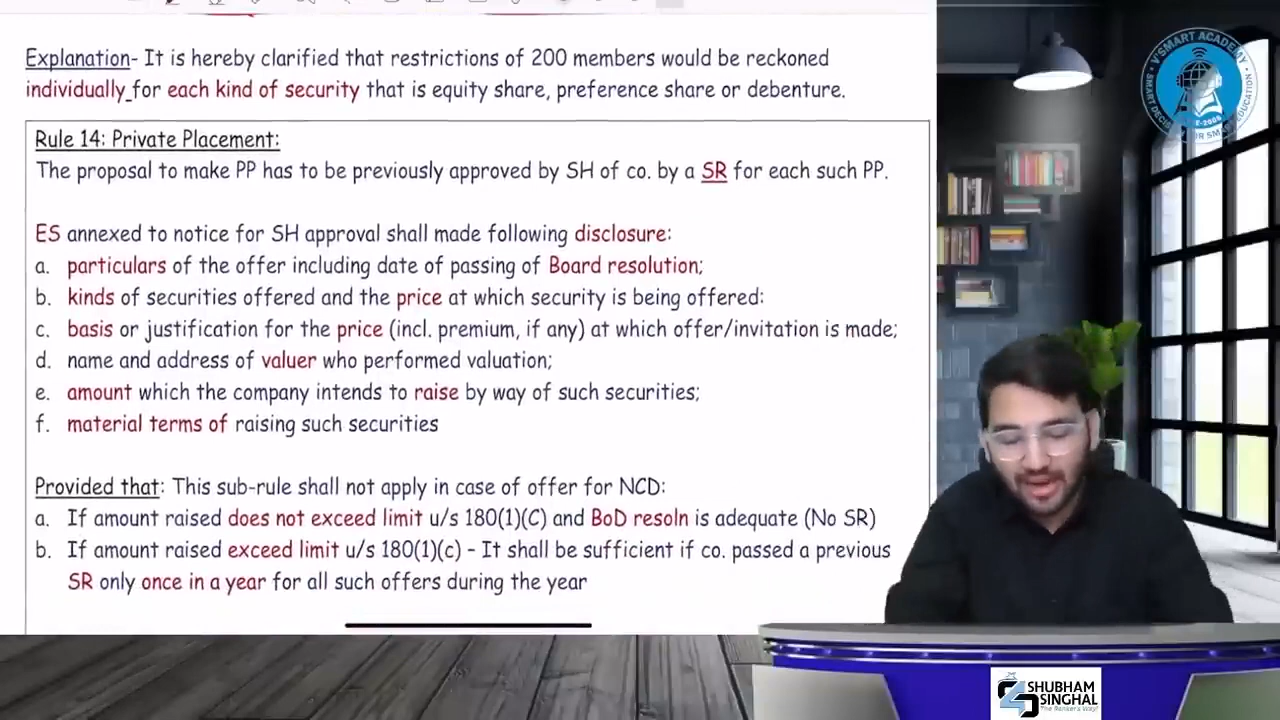 Explanation- It is hereby clarified that restrictions of 200 members would be reckoned
individually for each kind of security that is equity share, preference share or debenture.
Rule 14: Private Placement:
The proposal to make PP has to be previously approved by SH of co. by a SR for each such PP.
ES annexed to notice for SH approval shall made following disclosure:
a. particulars of the offer including date of passing of Board resolution;
b. kinds of securities offered and the price at which security is being offered:
c. basis or justification for the price (incl. premium, if any) at which offer/invitation is made;
d. name and address of valuer who performed valuation;
e. amount which the company intends to raise by way of such securities;
f. material terms of raising such securities
Provided that: This sub-rule shall not apply in case of offer for NCD:
a. If amount raised does not exceed limit u/s 180(1)(C) and BoD resoln is adequate (No SR)
b. If amount raised exceed limit u/s 180(1)(c) – It shall be sufficient if co. passed a previous
SR only once in a year for all such offers during the year
V'SMART ACADEMY
SHUBHAM
SINGHAL
The Ranker's Way!